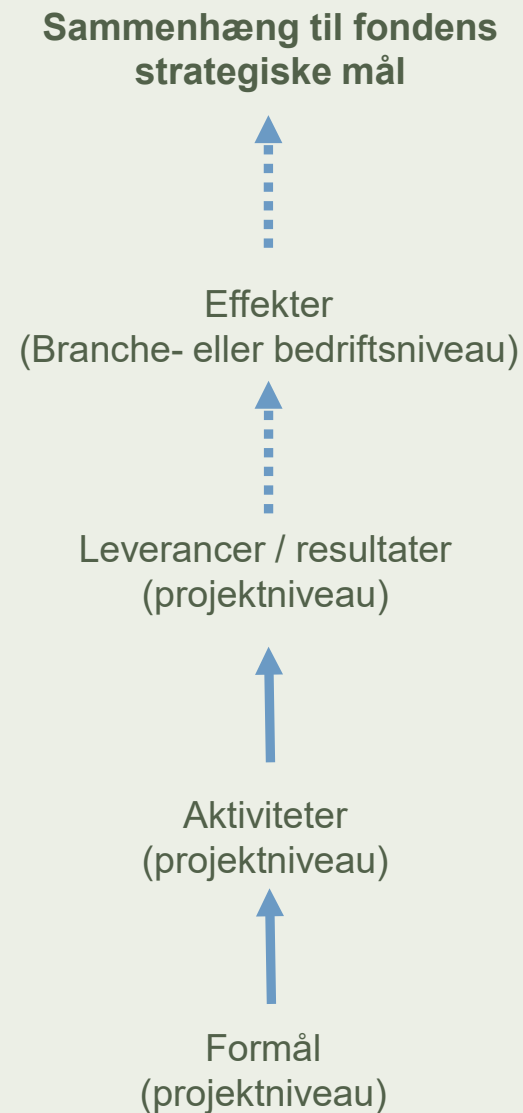 Sammenhæng til fondens
strategiske mål
Effekter
(Branche- eller bedriftsniveau)
Leverancer / resultater
(projektniveau)
Aktiviteter
(projektniveau)
Formål
(projektniveau)